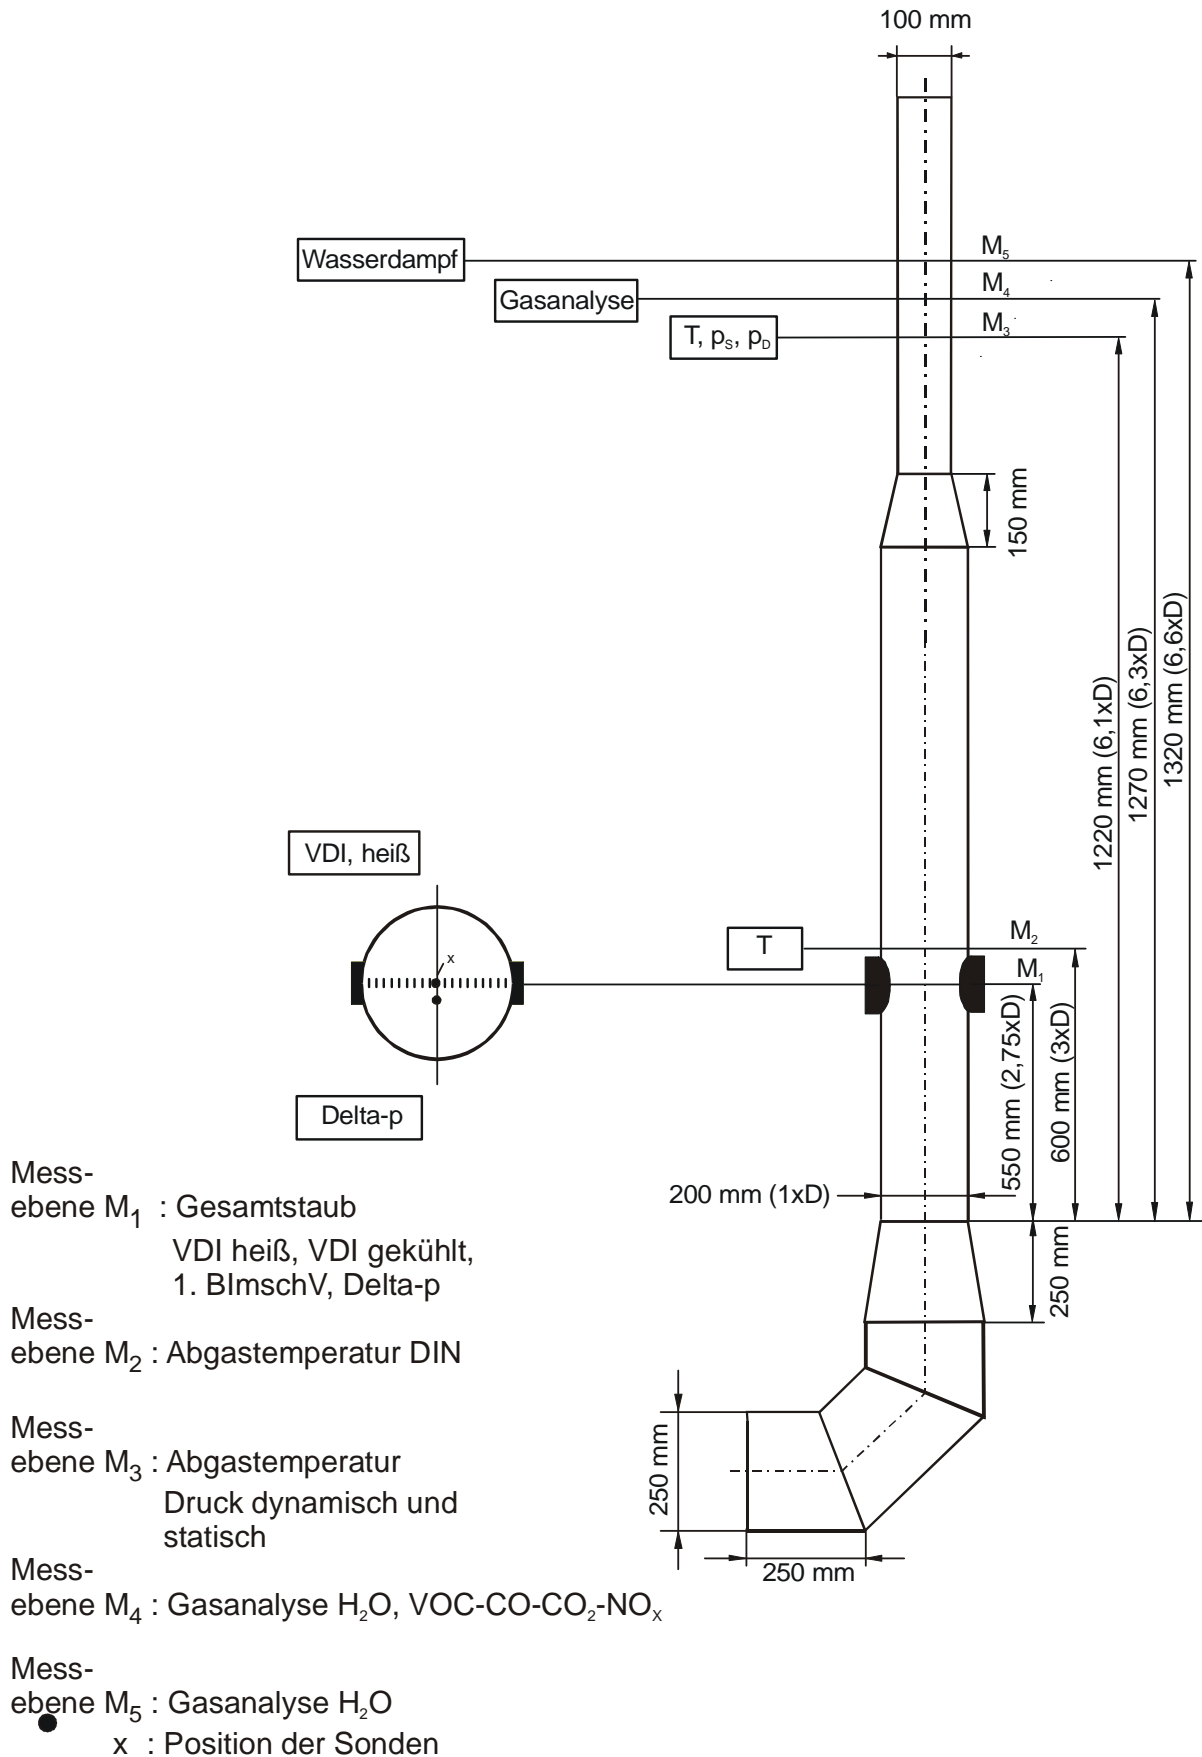 100 mm
Wasserdampf
M5
Gasanalyse
M4
T, pS, pD
M3
150 mm
1220 mm (6,1xD)
1270 mm (6,3xD)
1320 mm (6,6xD)
VDI, heiß
x
T
M2
M1
550 mm (2,75xD)
600 mm (3xD)
Delta-p
200 mm (1xD)
250 mm
250 mm
250 mm
Mess-
ebene M1 : Gesamtstaub
VDI heiß, VDI gekühlt,
1. BImschV, Delta-p
Mess-
ebene M2 : Abgastemperatur DIN
Mess-
ebene M3 : Abgastemperatur
Druck dynamisch und
statisch
Mess-
ebene M4 : Gasanalyse H2O, VOC-CO-CO2-NOX
Mess-
ebene M5 : Gasanalyse H2O
x : Position der Sonden